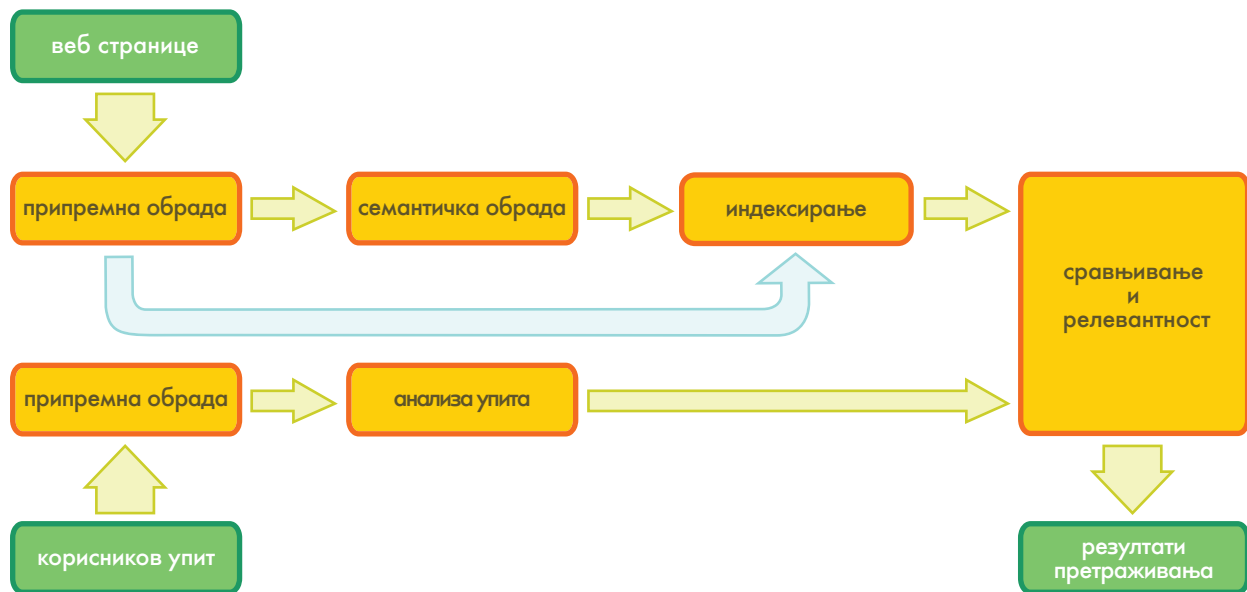 веб странице
припремна обрада
семантичка обрада
индексирање
сравњивање
и
релевантност
припремна обрада
анализа упита
корисников упит
резултати
претраживања